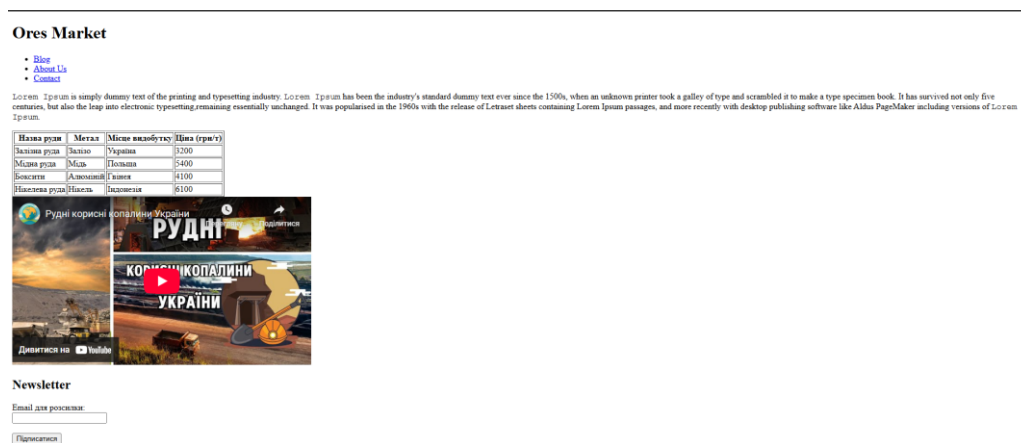 Ores Market
Blog
About Us
Contact
Lorem Ipsum is simply dummy text of the printing and typesetting industry. Lorem Ipsum has been the industry's standard dummy text ever since the 1500s, when an unknown printer took a galley of type and scrambled it to make a type specimen book. It has survived not only five
centuries, but also the leap into electronic typesetting,remaining essentially unchanged. It was popularised in the 1960s with the release of Letraset sheets containing Lorem Ipsum passages, and more recently with desktop publishing software like Aldus PageMaker including versions of Lorem
Ipsum.
Назва руди Метал Місце видобутку Ціна (грн/т)
Залізна руда Залізо Україна 3200
Мідна руда Мідь Польща 5400
Боксити Алюміній Гвінея 4100
Нікелева руда Нікель Індонезія 6100
Рудні корисні копалини України
Поділитися
РУДНІ
КОРИСНІ КОПАЛИНИ
УКРАЇНИ
Дивитися на YouTube
Newsletter
Email для розсилки:
Підписатися